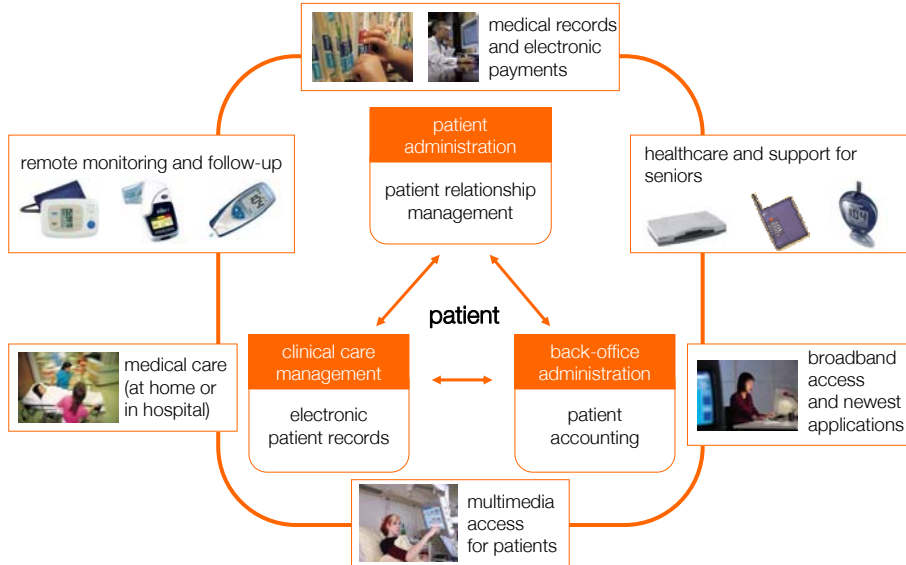 medical records
and electronic
payments
patient
administration
patient relationship
management
remote monitoring and follow-up
healthcare and support for
seniors
104
patient
clinical care
management
electronic
patient records
back-office
administration
patient
accounting
medical care
(at home or
in hospital)
broadband
access
and newest
applications
multimedia
access
for patients